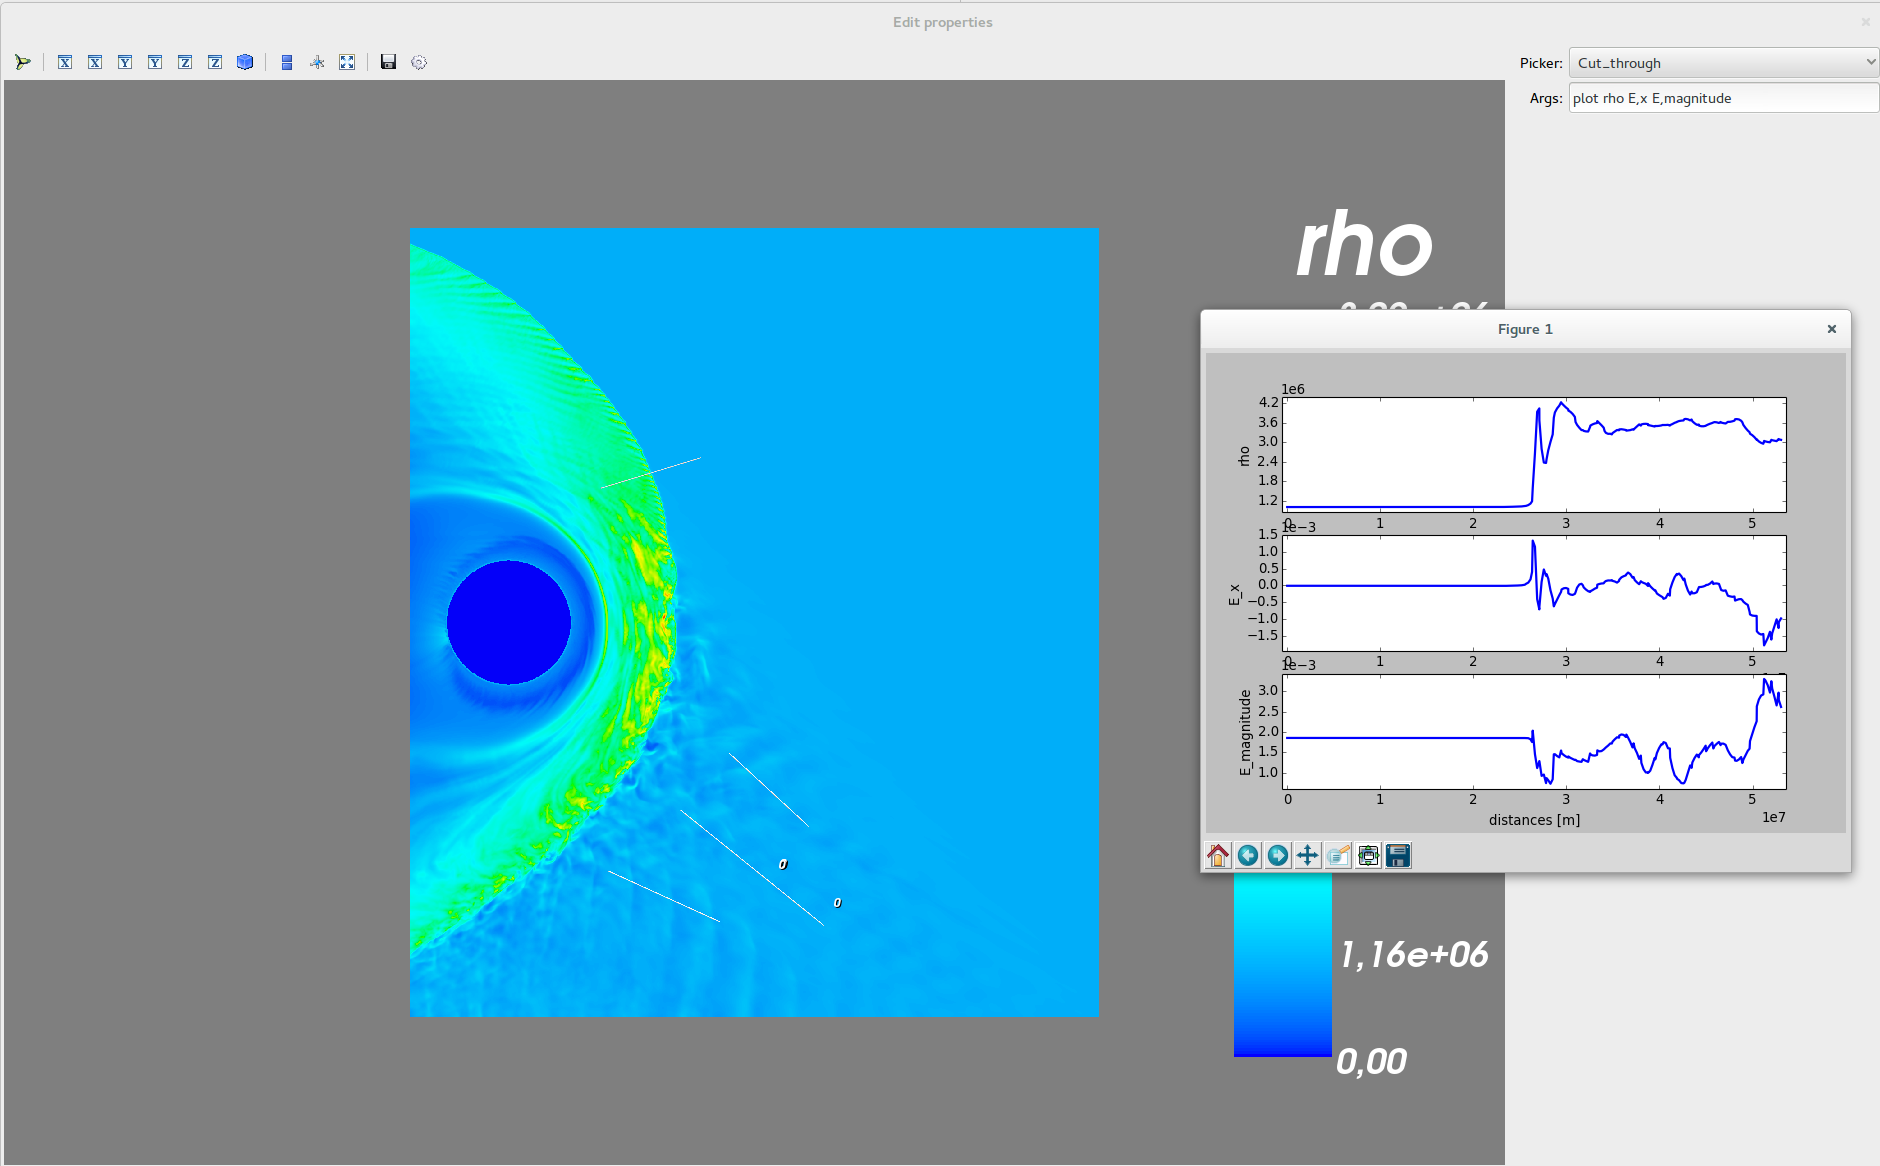 Edit properties
X X Y Y Z Z
Picker: Cut_through
Args: plot rho E,x E,magnitude
rho
Figure 1
1e6
4.2
3.6
3.0
2.4
1.8
1.2
rho
0 1 2 3 4 5
1e−3
1.5
1.0
0.5
0.0
−0.5
−1.0
−1.5
E_x
0 1 2 3 4 5
1e−3
3.0
2.5
2.0
1.5
1.0
E_magnitude
0 1 2 3 4 5
distances [m]
1e7
0
0
1,16e+06
0,00